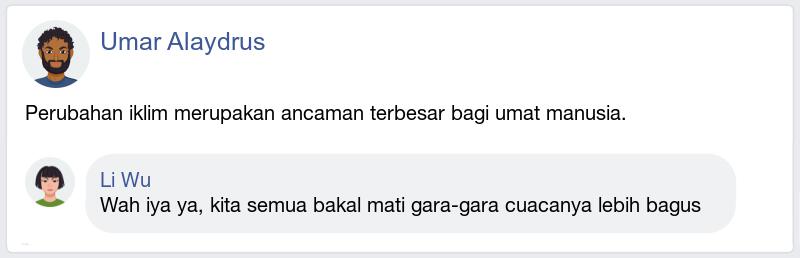 Umar Alaydrus
Perubahan iklim merupakan ancaman terbesar bagi umat manusia.
Li Wu
Wah iya ya, kita semua bakal mati gara-gara cuacanya lebih bagus